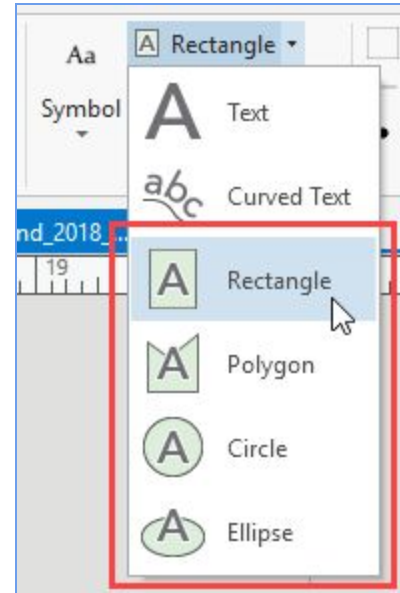 Aa
Rectangle
Symbol
A Text
abc Curved Text
nd_2018_...
19
A Rectangle
A Polygon
A Circle
A Ellipse